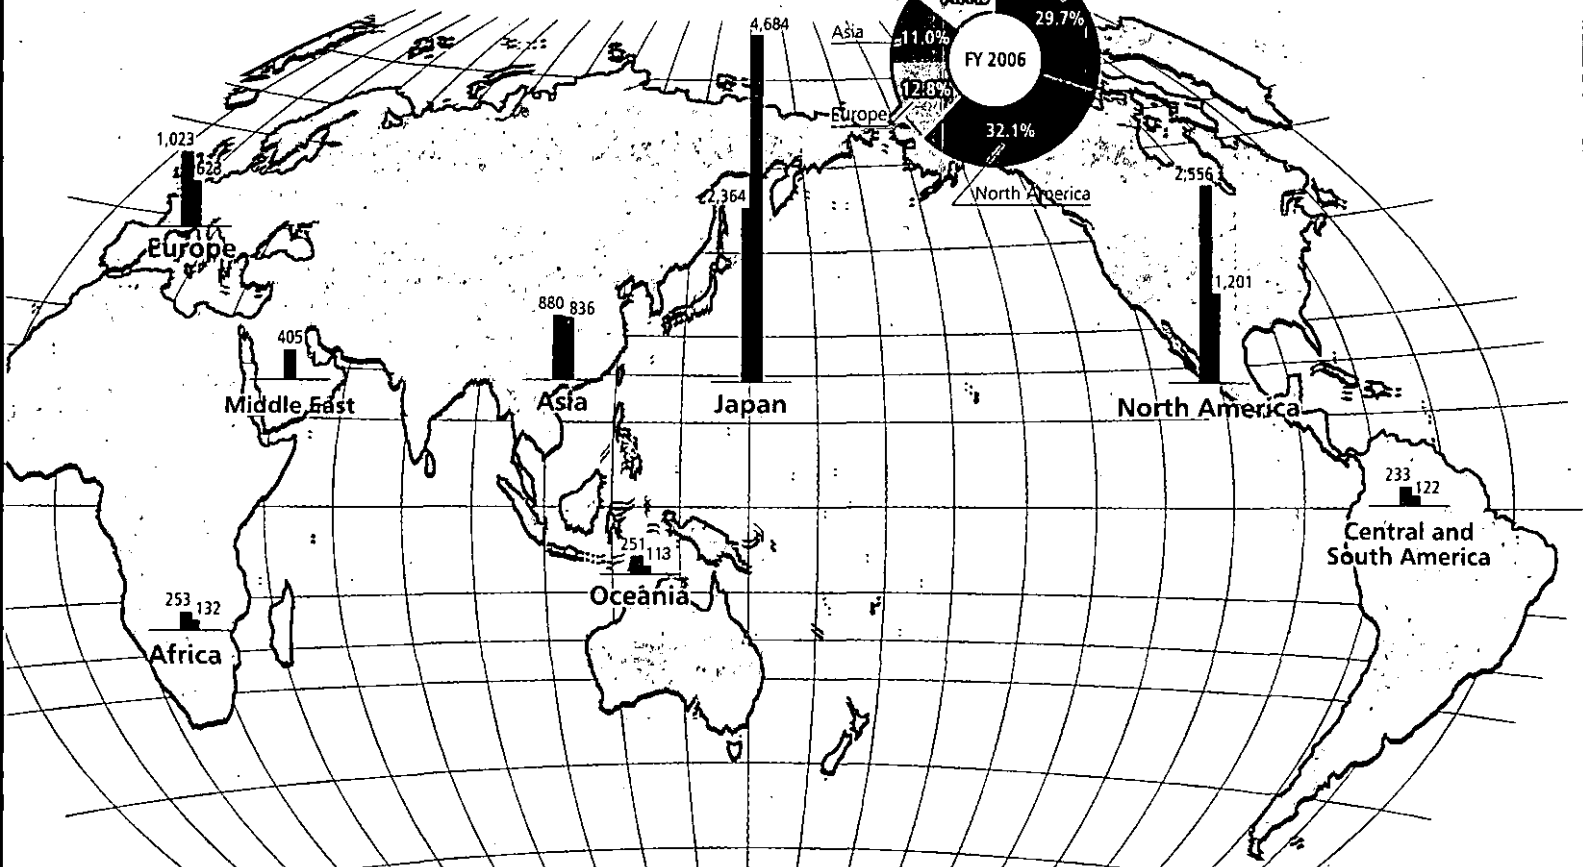 4,684
29.7%
Asia
11.0%
FY 2006
12.8%
Europe
32.1%
North America
1,023
628
Europe
2,364
2,556
1,201
North America
880 836
Asia
Japan
405
Middle East
233
122
Central and
South America
251
113
Oceania
253
132
Africa